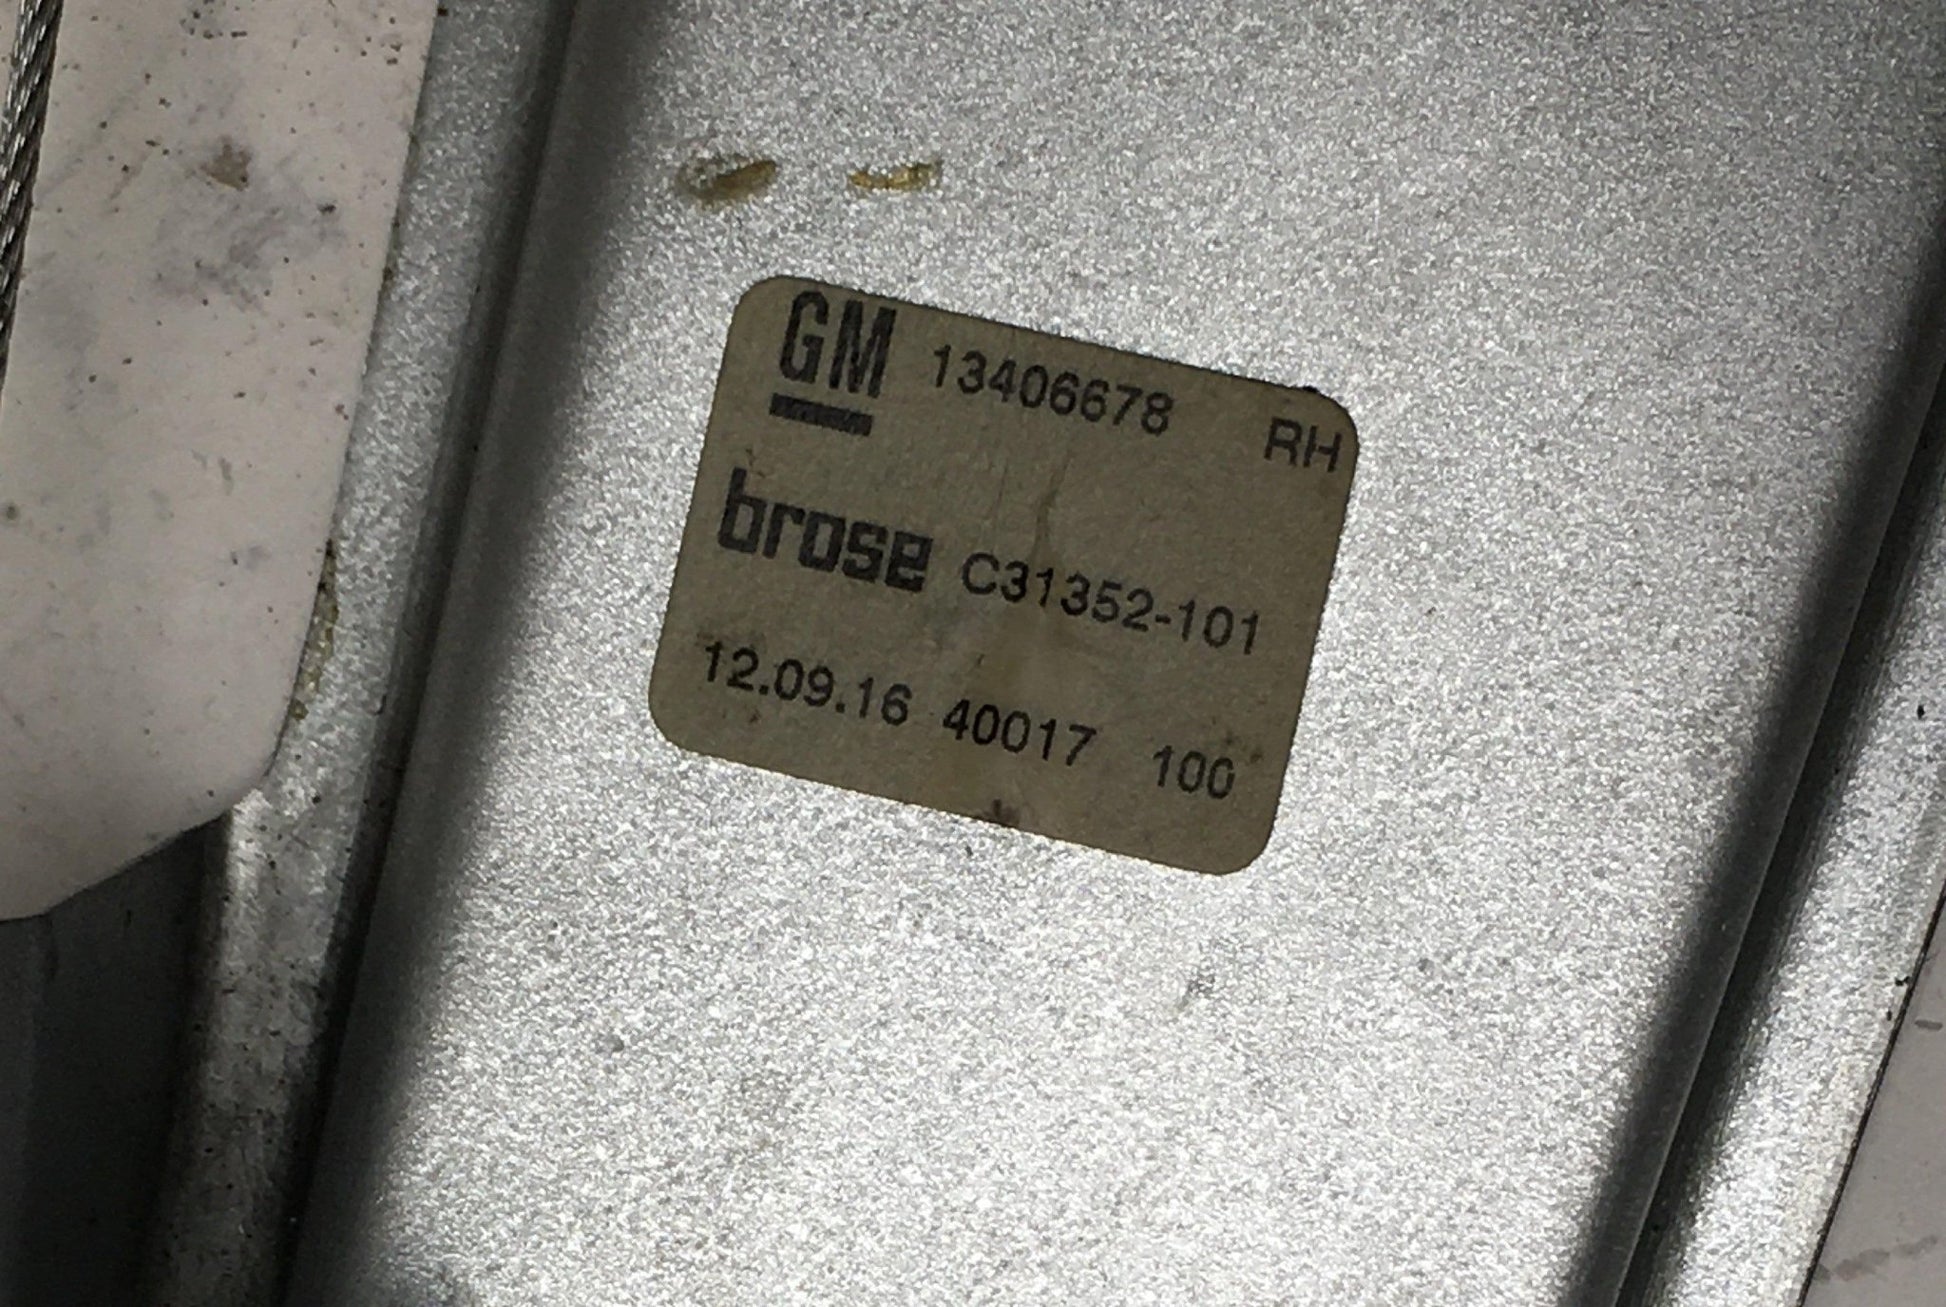 GM 13406678 RH
brose C31352-101
12.09.16 40017 100